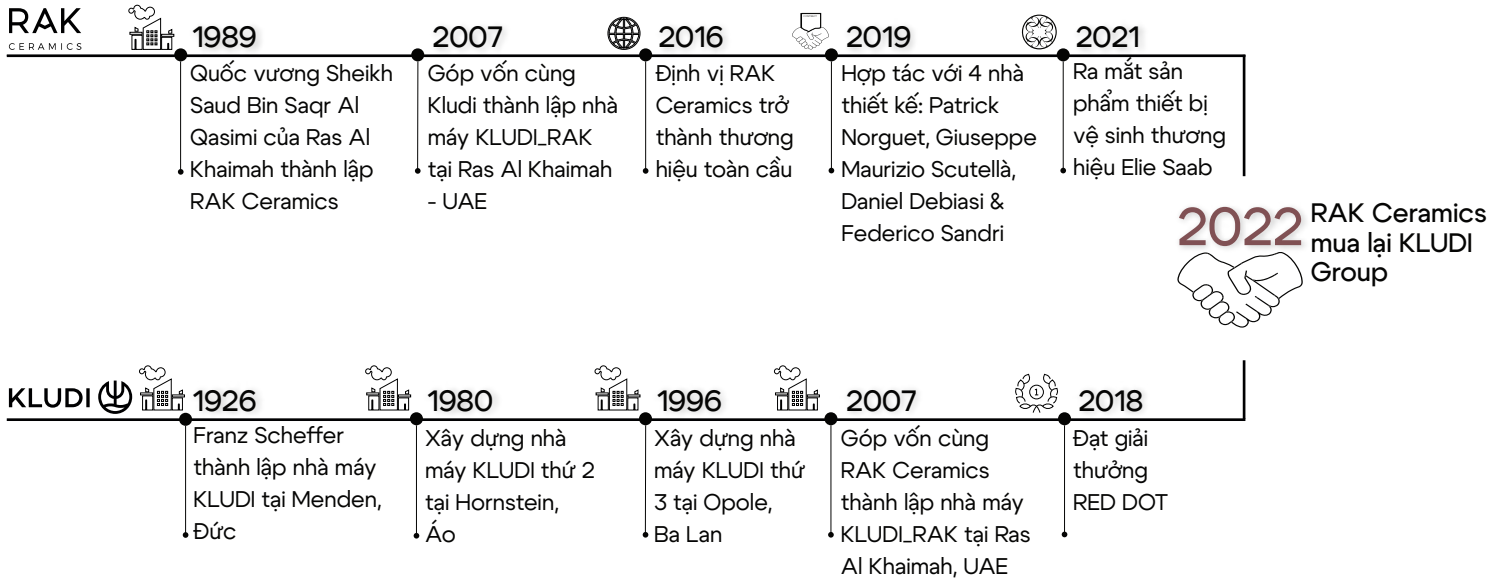 RAK
CERAMICS
1989
Quốc vương Sheikh
Saud Bin Saqr Al
Qasimi của Ras Al
Khaimah thành lập
RAK Ceramics
2007
Góp vốn cùng
Kludi thành lập nhà
máy KLUDI_RAK
tại Ras Al Khaimah
- UAE
2016
Định vị RAK
Ceramics trở
thành thương
hiệu toàn cầu
2019
Hợp tác với 4 nhà
thiết kế: Patrick
Norguet, Giuseppe
Maurizio Scutellà,
Daniel Debiasi &
Federico Sandri
2021
Ra mắt sản
phẩm thiết bị
vệ sinh thương
hiệu Elie Saab
2022
RAK Ceramics
mua lại KLUDI
Group
KLUDI
1926
Franz Scheffer
thành lập nhà máy
KLUDI tại Menden,
Đức
1980
Xây dựng nhà
máy KLUDI thứ 2
tại Hornstein,
Áo
1996
Xây dựng nhà
máy KLUDI thứ
3 tại Opole,
Ba Lan
2007
Góp vốn cùng
RAK Ceramics
thành lập nhà máy
KLUDI_RAK tại Ras
Al Khaimah, UAE
1
2018
Đạt giải
thưởng
RED DOT